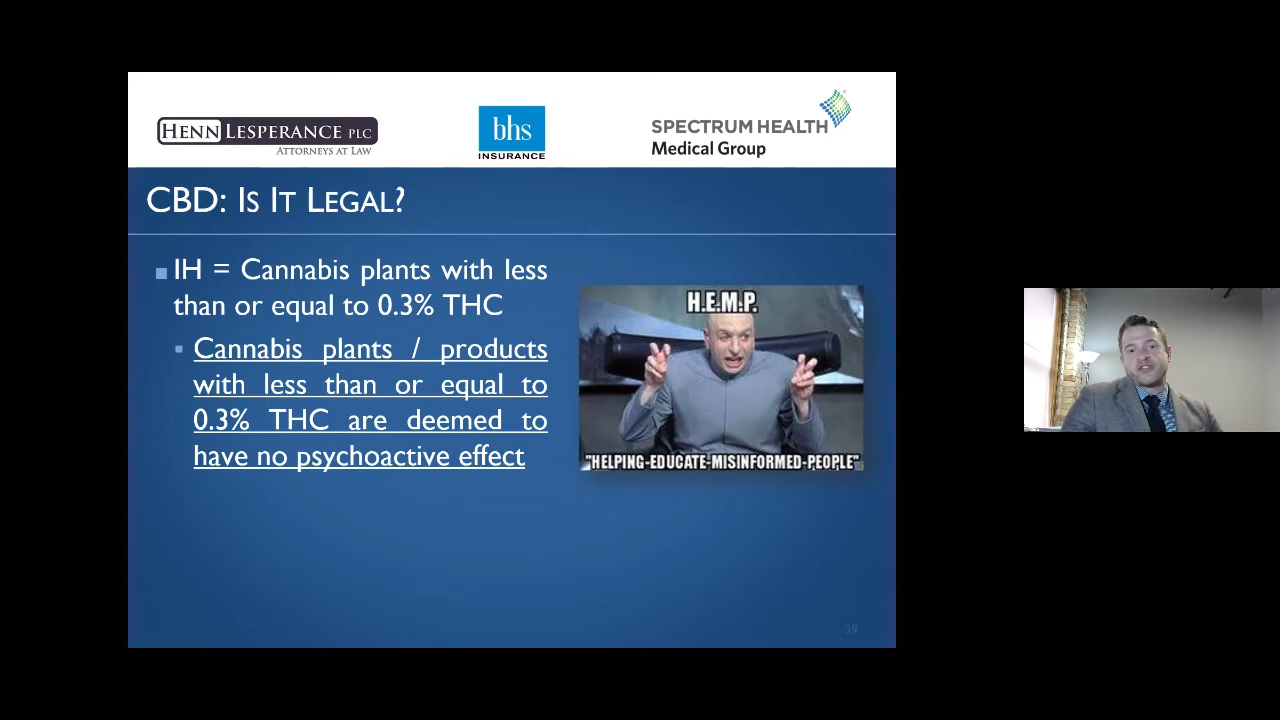 HENN LESPERANCE PLC
ATTORNEYS AT LAW
bhs
INSURANCE
SPECTRUM HEALTH
Medical Group
CBD: IS IT LEGAL?
IH = Cannabis plants with less
than or equal to 0.3% THC
Cannabis plants / products
with less than or equal to
0.3% THC are deemed to
have no psychoactive effect
H.E.M.P.
"HELPING-EDUCATE-MISINFORMED-PEOPLE"
39